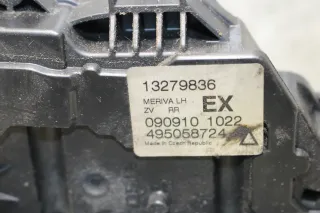 13279836
MERIVA LH EX
ZV RR
090910 1022
495058724
Made in Czech Republic